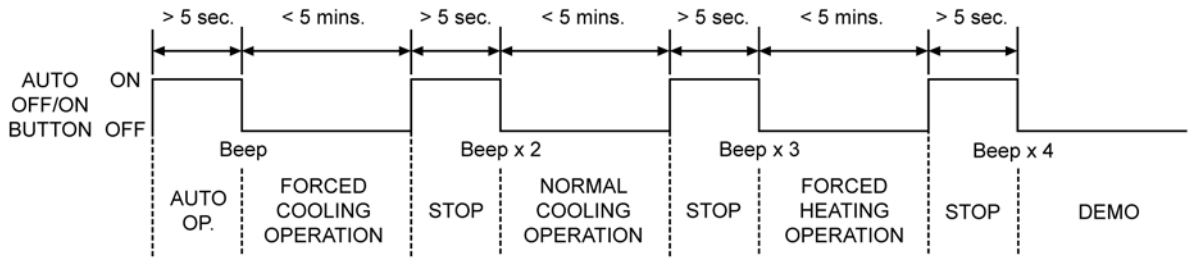 > 5 sec. < 5 mins. > 5 sec. < 5 mins. > 5 sec. < 5 mins. > 5 sec.
AUTO ON
OFF/ON
BUTTON OFF
Beep Beep x 2 Beep x 3 Beep x 4
AUTO
OP.
FORCED
COOLING
OPERATION
STOP
NORMAL
COOLING
OPERATION
STOP
FORCED
HEATING
OPERATION
STOP
DEMO